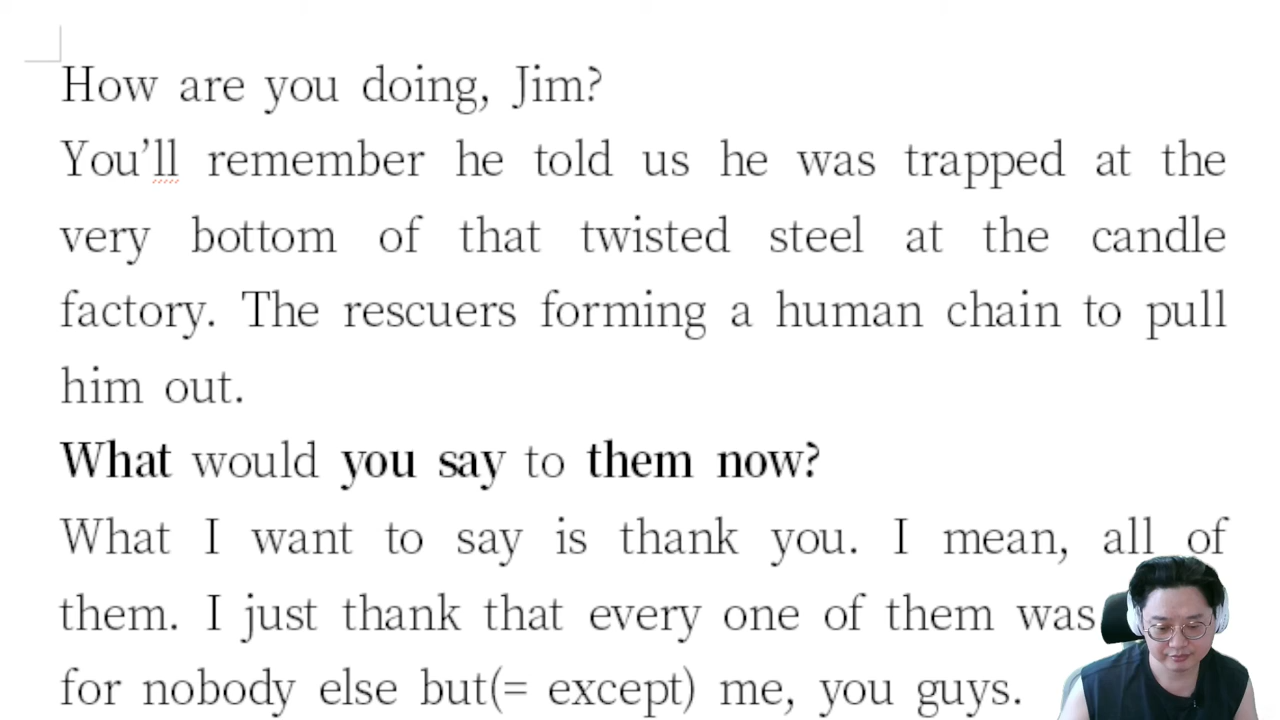 How are you doing, Jim?
You’ll remember he told us he was trapped at the
very bottom of that twisted steel at the candle
factory. The rescuers forming a human chain to pull
him out.
What would you say to them now?
What I want to say is thank you. I mean, all of
them. I just thank that every one of them was
for nobody else but(= except) me, you guys.